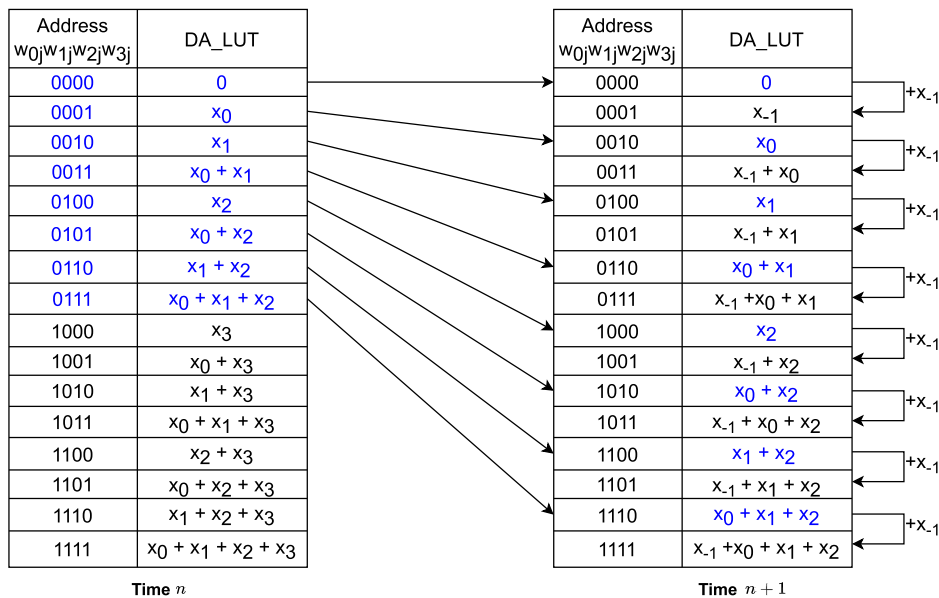 Address DA_LUT Address DA_LUT
w0jw1jw2jw3j w0jw1jw2jw3j
0000 0 0000 0 +x-1
0001 x0 0001 x-1
0010 x1 0010 x0 +x-1
0011 x0 + x1 0011 x-1 + x0
0100 x2 0100 x1 +x-1
0101 x0 + x2 0101 x-1 + x1
0110 x1 + x2 0110 x0 + x1 +x-1
0111 x0 + x1 + x2 0111 x-1 +x0 + x1
1000 x3 1000 x2 +x-1
1001 x0 + x3 1001 x-1 + x2
1010 x1 + x3 1010 x0 + x2 +x-1
1011 x0 + x1 + x3 1011 x-1 + x0 + x2
1100 x2 + x3 1100 x1 + x2 +x-1
1101 x0 + x2 + x3 1101 x-1 + x1 + x2
1110 x1 + x2 + x3 1110 x0 + x1 + x2 +x-1
1111 x0 + x1 + x2 + x3 1111 x-1 +x0 + x1 + x2
Time n Time n + 1